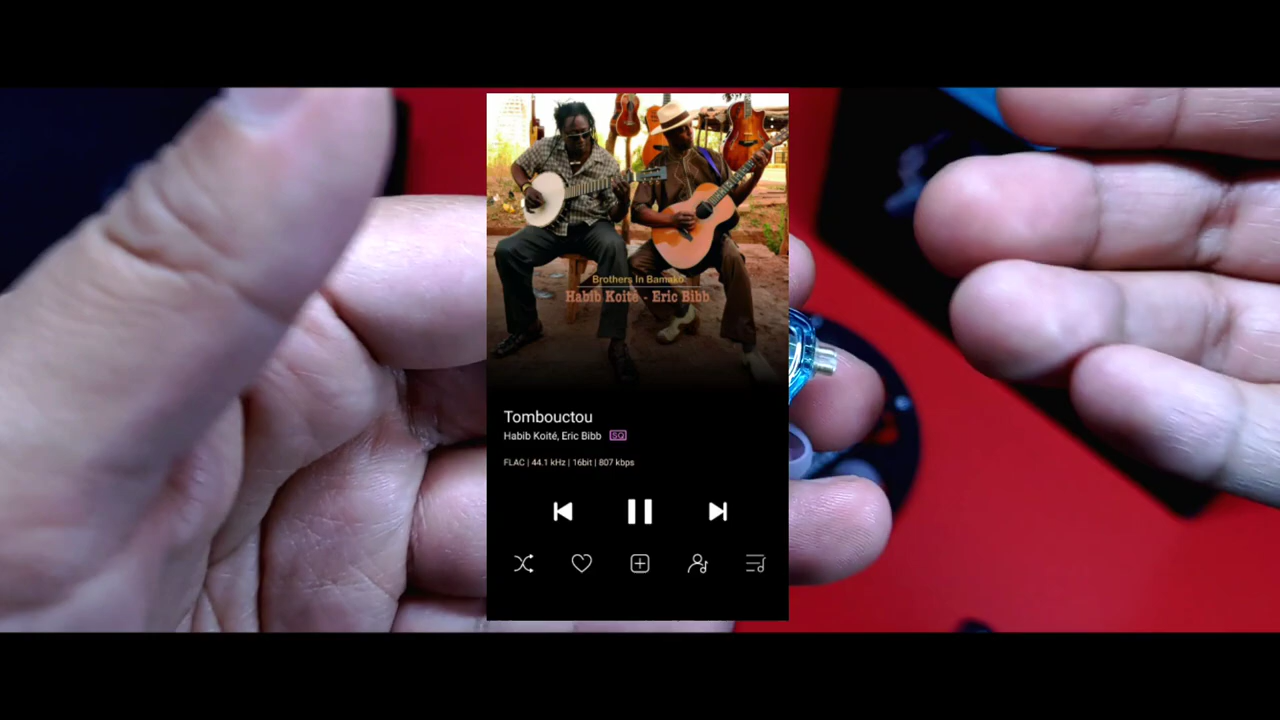 Brothers In Bamako
Habib Koité - Eric Bibb
Tombouctou
Habib Koité, Eric Bibb SQ
FLAC | 44.1 kHz | 16bit | 807 kbps